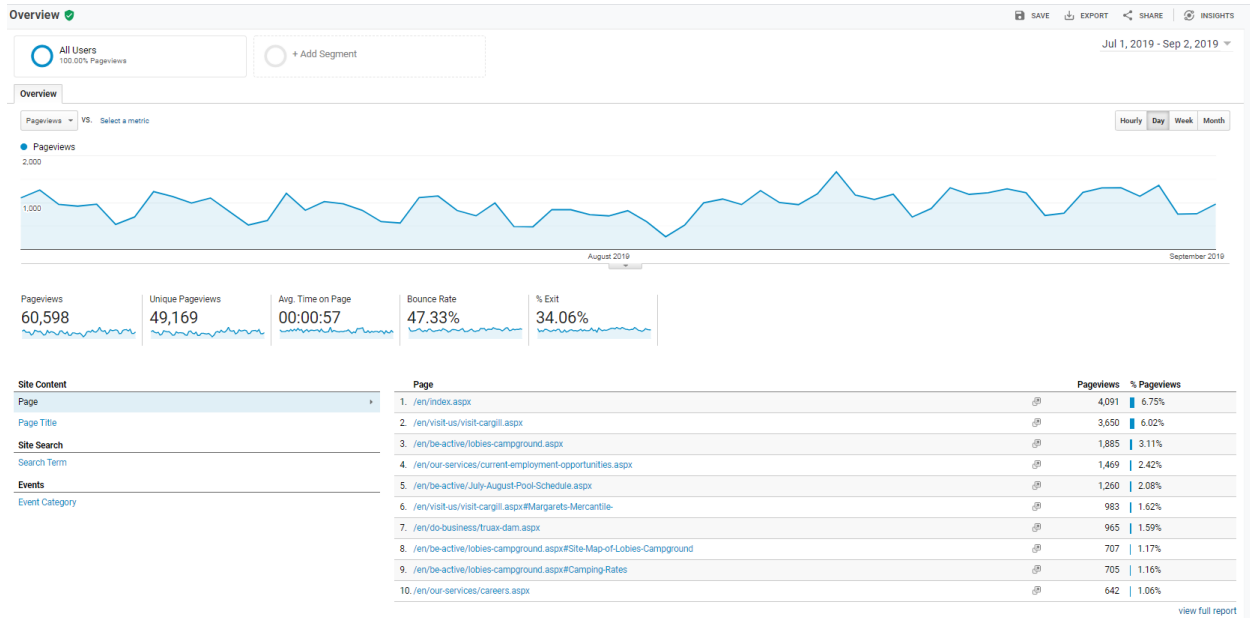 Overview
SAVE EXPORT SHARE INSIGHTS
All Users
100.00% Pageviews
+ Add Segment
Jul 1, 2019 - Sep 2, 2019
Overview
Pageviews VS. Select a metric
Hourly Day Week Month
Pageviews
2,000
1,000
August 2019 September 2019
Pageviews Unique Pageviews Avg. Time on Page Bounce Rate % Exit
60,598 49,169 00:00:57 47.33% 34.06%
Site Content
Page
Page Title
Site Search
Search Term
Events
Event Category
Page Pageviews % Pageviews
1. /en/index.aspx 4,091 6.75%
2. /en/visit-us/visit-cargill.aspx 3,650 6.02%
3. /en/be-active/lobies-campground.aspx 1,885 3.11%
4. /en/our-services/current-employment-opportunities.aspx 1,469 2.42%
5. /en/be-active/July-August-Pool-Schedule.aspx 1,260 2.08%
6. /en/visit-us/visit-cargill.aspx#Margarets-Mercantile- 983 1.62%
7. /en/do-business/truax-dam.aspx 965 1.59%
8. /en/be-active/lobies-campground.aspx#Site-Map-of-Lobies-Campground 707 1.17%
9. /en/be-active/lobies-campground.aspx#Camping-Rates 705 1.16%
10. /en/our-services/careers.aspx 642 1.06%
view full report